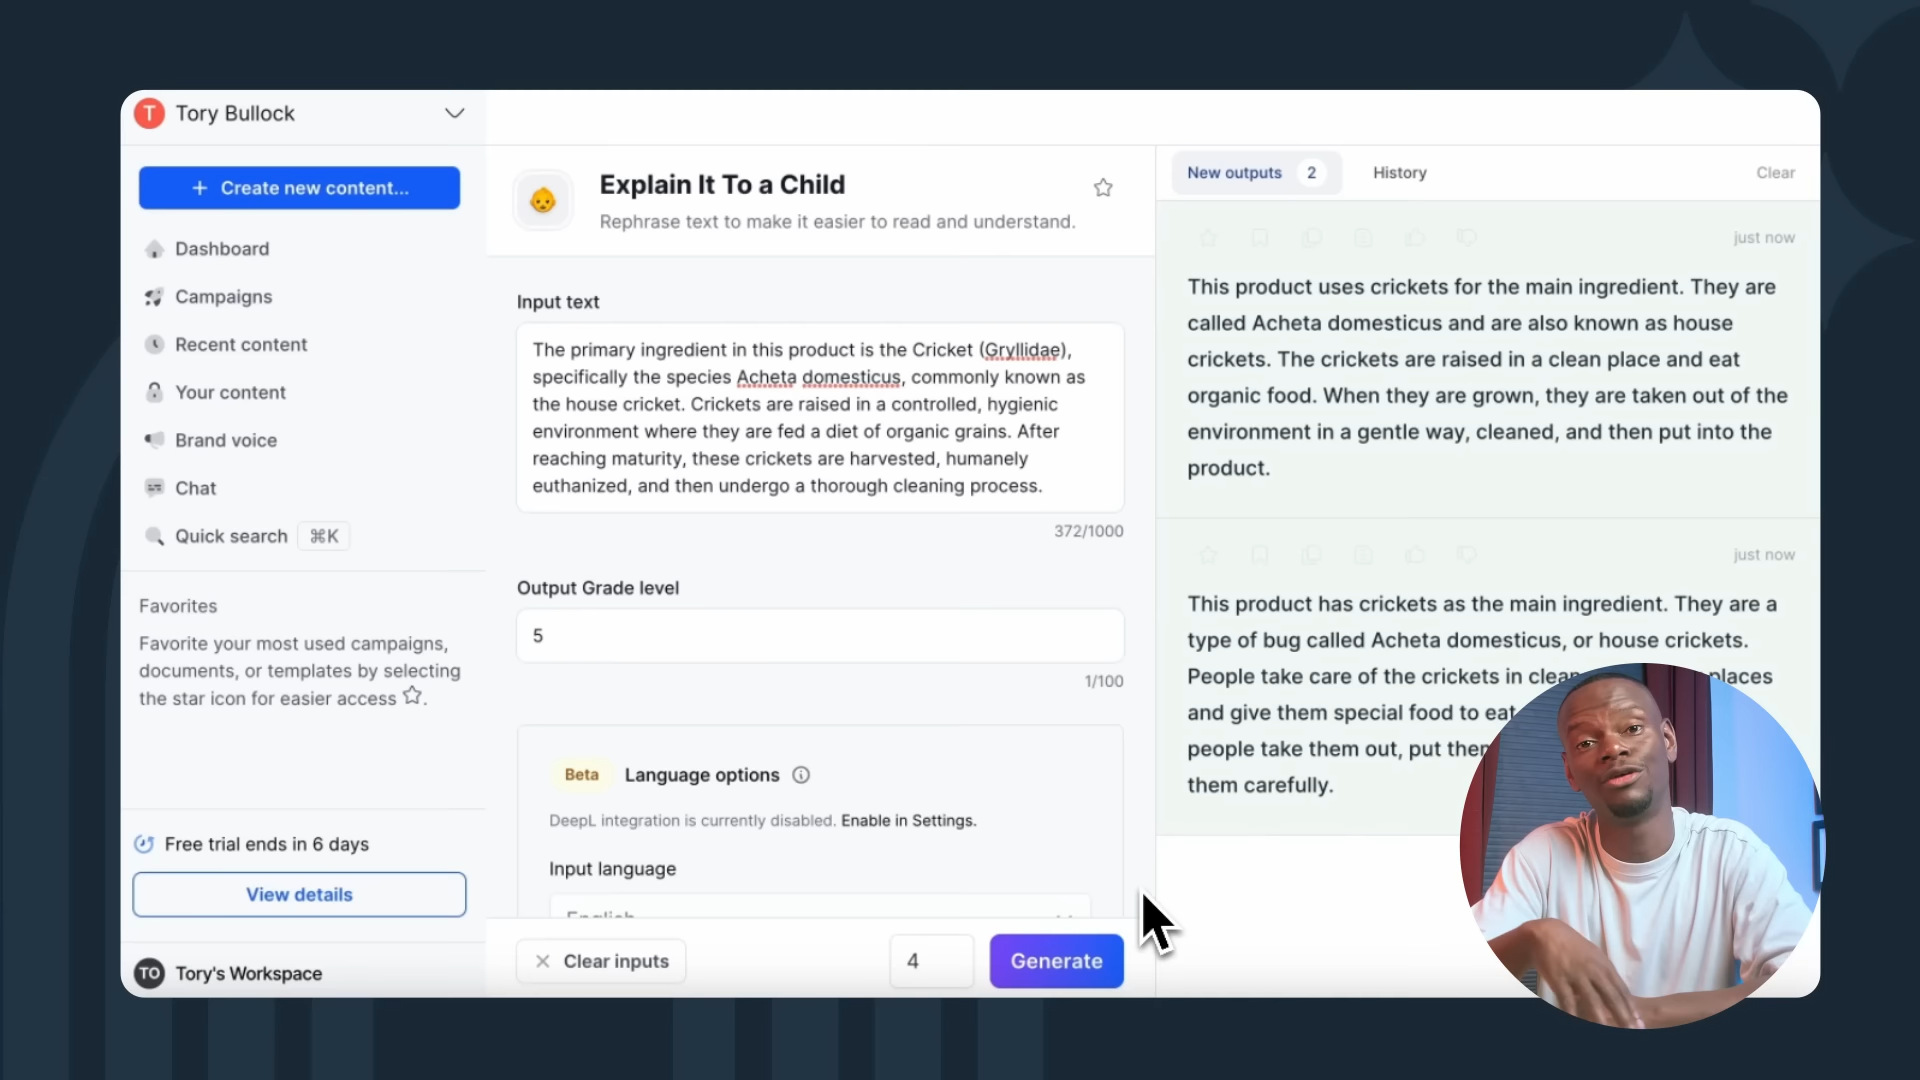 T Tory Bullock
+ Create new content...
Dashboard
Campaigns
Recent content
Your content
Brand voice
Chat
Quick search ⌘K
Favorites
Favorite your most used campaigns,
documents, or templates by selecting
the star icon for easier access ☆.
Free trial ends in 6 days
View details
TO Tory's Workspace
Explain It To a Child
Rephrase text to make it easier to read and understand.
Input text
The primary ingredient in this product is the Cricket (Gryllidae),
specifically the species Acheta domesticus, commonly known as
the house cricket. Crickets are raised in a controlled, hygienic
environment where they are fed a diet of organic grains. After
reaching maturity, these crickets are harvested, humanely
euthanized, and then undergo a thorough cleaning process.
372/1000
Output Grade level
5
1/100
Beta Language options
DeepL integration is currently disabled. Enable in Settings.
Input language
English
Clear inputs
4
Generate
New outputs 2
History
Clear
just now
This product uses crickets for the main ingredient. They are
called Acheta domesticus and are also known as house
crickets. The crickets are raised in a clean place and eat
organic food. When they are grown, they are taken out of the
environment in a gentle way, cleaned, and then put into the
product.
just now
This product has crickets as the main ingredient. They are a
type of bug called Acheta domesticus, or house crickets.
People take care of the crickets in places
and give them special food to eat
people take them out, put
them carefully.